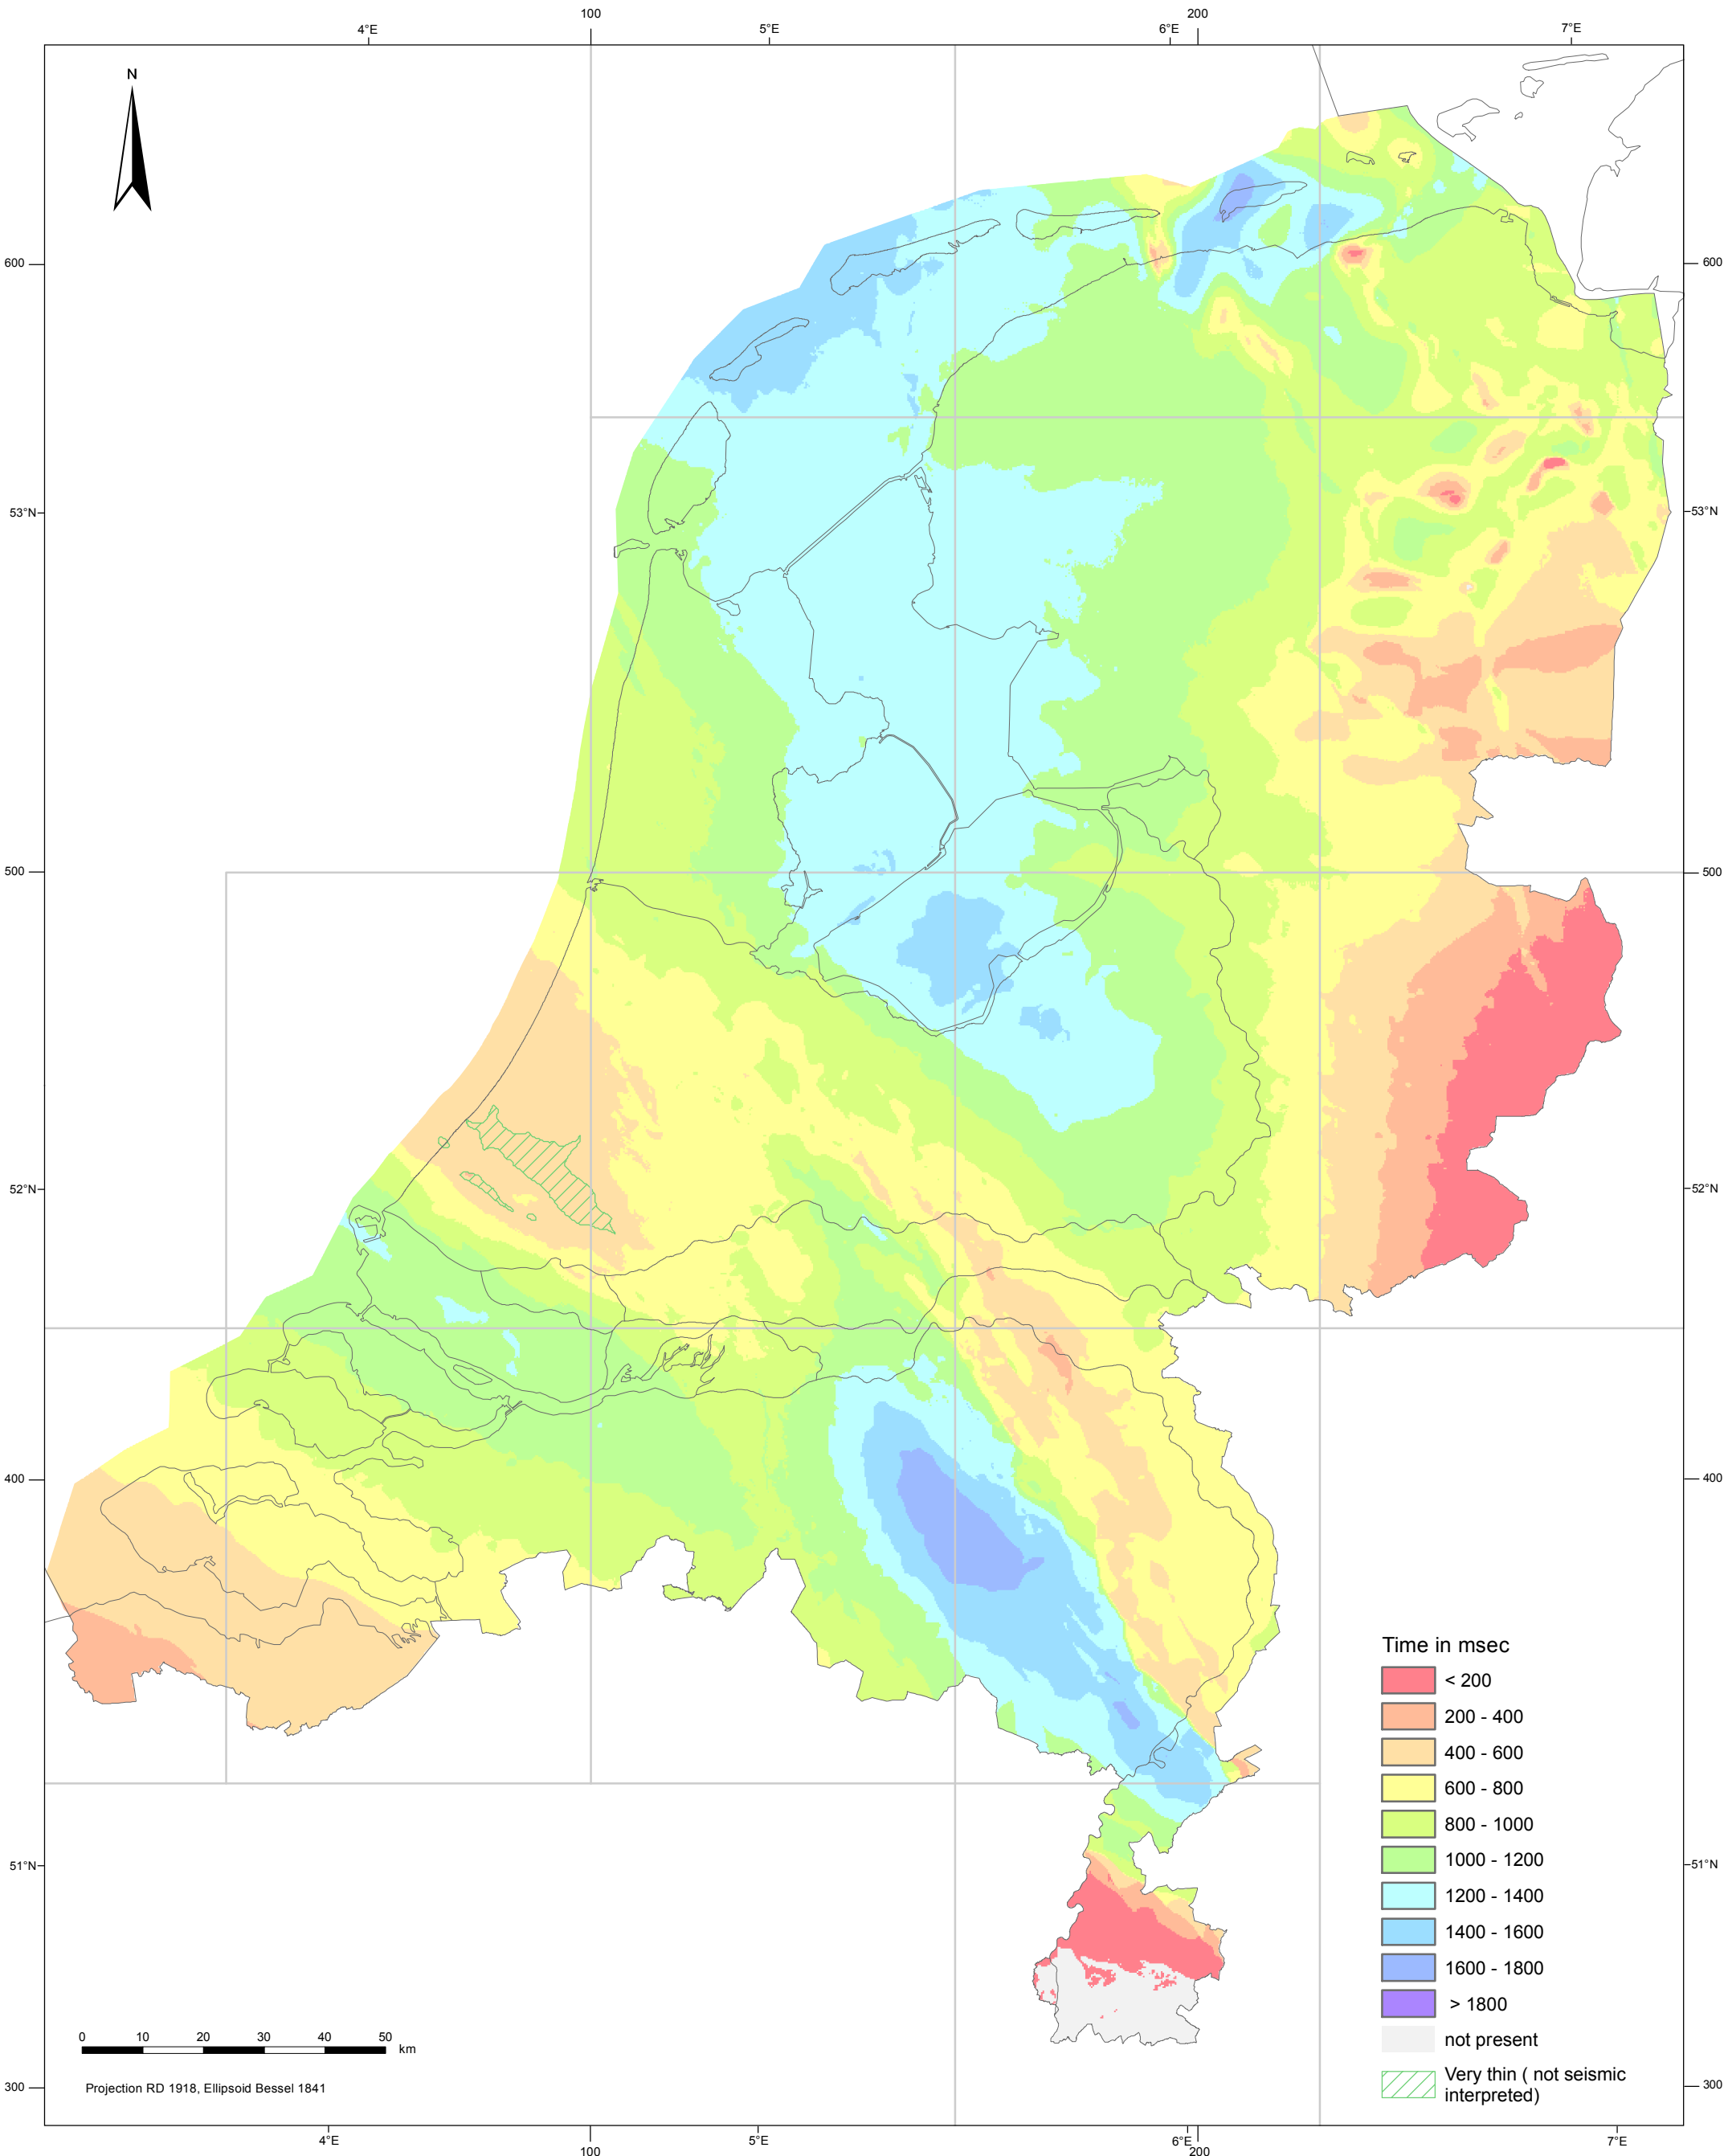 100
200
4°E
5°E
6°E
7°E
N
600
600
53°N
53°N
500
500
52°N
52°N
400
400
Time in msec
< 200
200 - 400
400 - 600
600 - 800
800 - 1000
1000 - 1200
51°N
51°N
1200 - 1400
1400 - 1600
1600 - 1800
> 1800
not present
0 10 20 30 40 50 km
Very thin ( not seismic
interpreted)
Projection RD 1918, Ellipsoid Bessel 1841
300
300
4°E
5°E
6°E
7°E
100
200